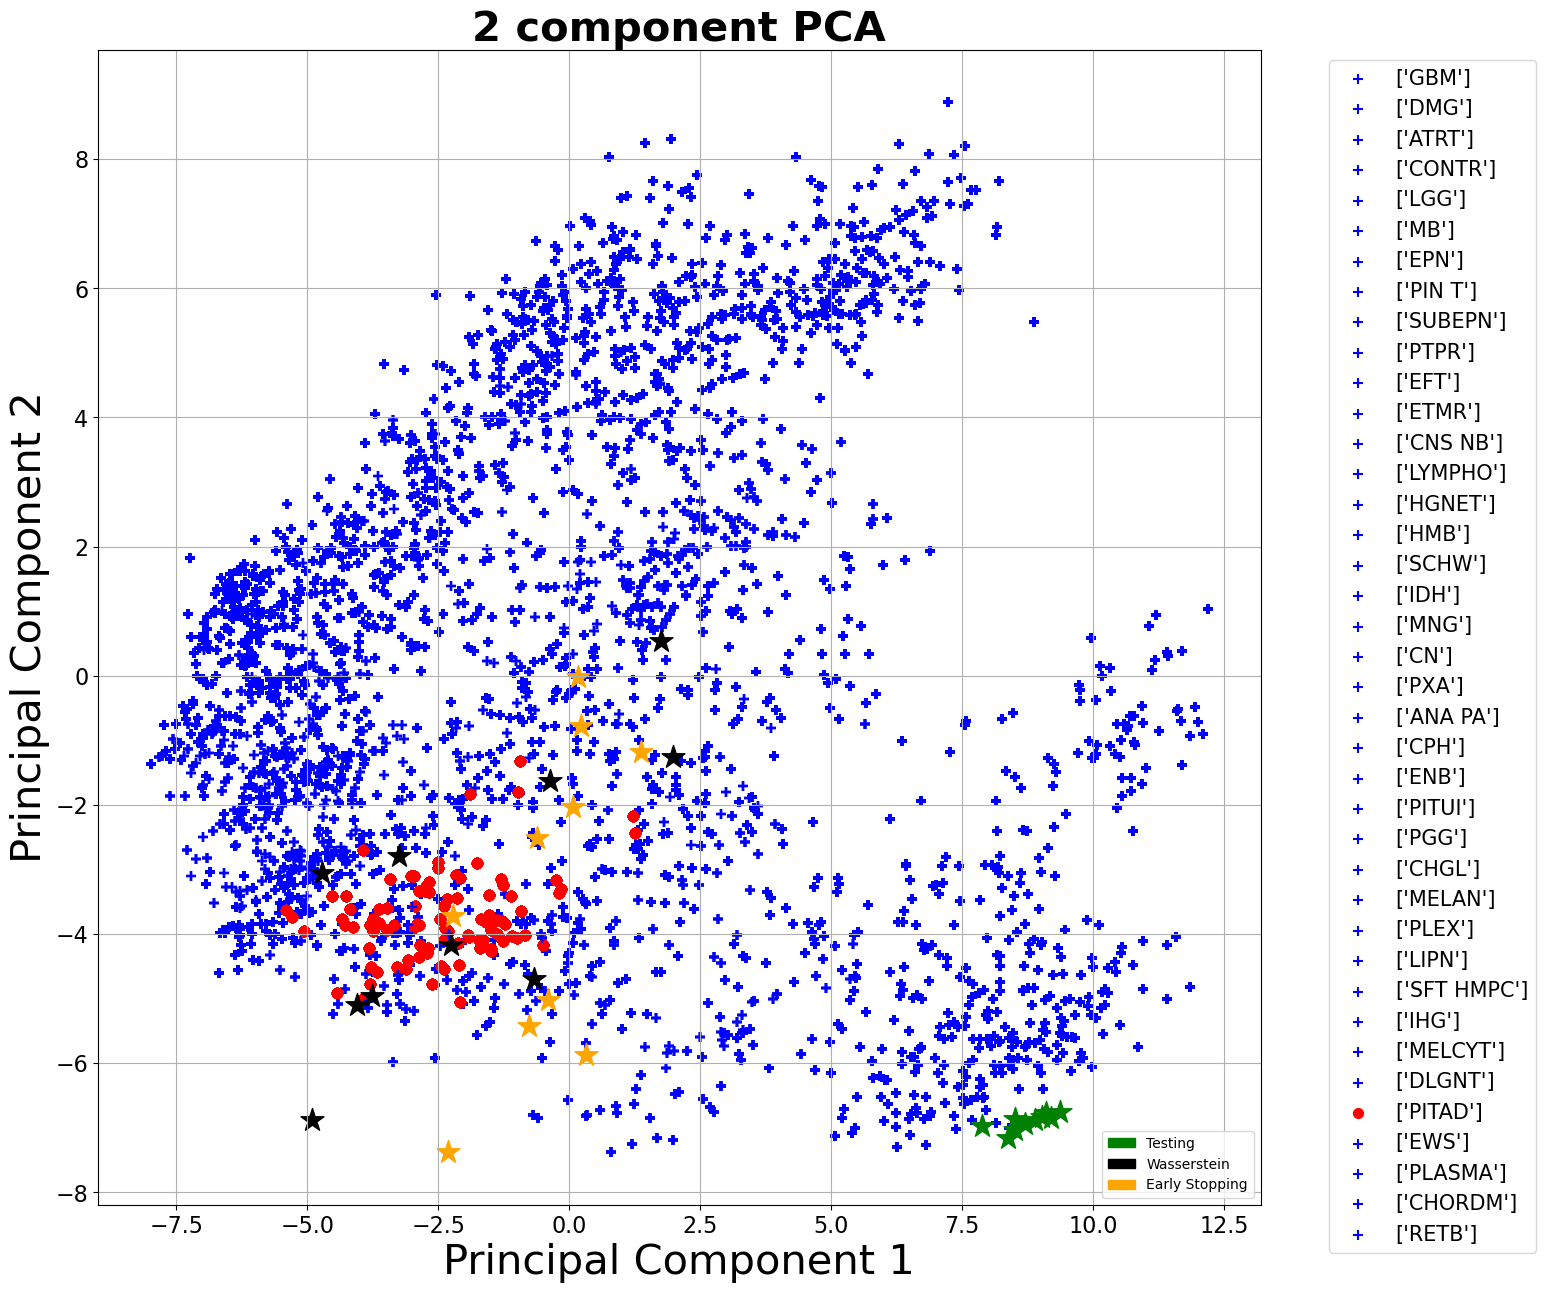 2 component PCA
Principal Component 2
8
6
4
2
0
−2
−4
−6
−8
−7.5 −5.0 −2.5 0.0 2.5 5.0 7.5 10.0 12.5
Principal Component 1
Testing
Wasserstein
Early Stopping
['GBM']
['DMG']
['ATRT']
['CONTR']
['LGG']
['MB']
['EPN']
['PIN T']
['SUBEPN']
['PTPR']
['EFT']
['ETMR']
['CNS NB']
['LYMPHO']
['HGNET']
['HMB']
['SCHW']
['IDH']
['MNG']
['CN']
['PXA']
['ANA PA']
['CPH']
['ENB']
['PITUI']
['PGG']
['CHGL']
['MELAN']
['PLEX']
['LIPN']
['SFT HMPC']
['IHG']
['MELCYT']
['DLGNT']
['PITAD']
['EWS']
['PLASMA']
['CHORDM']
['RETB']